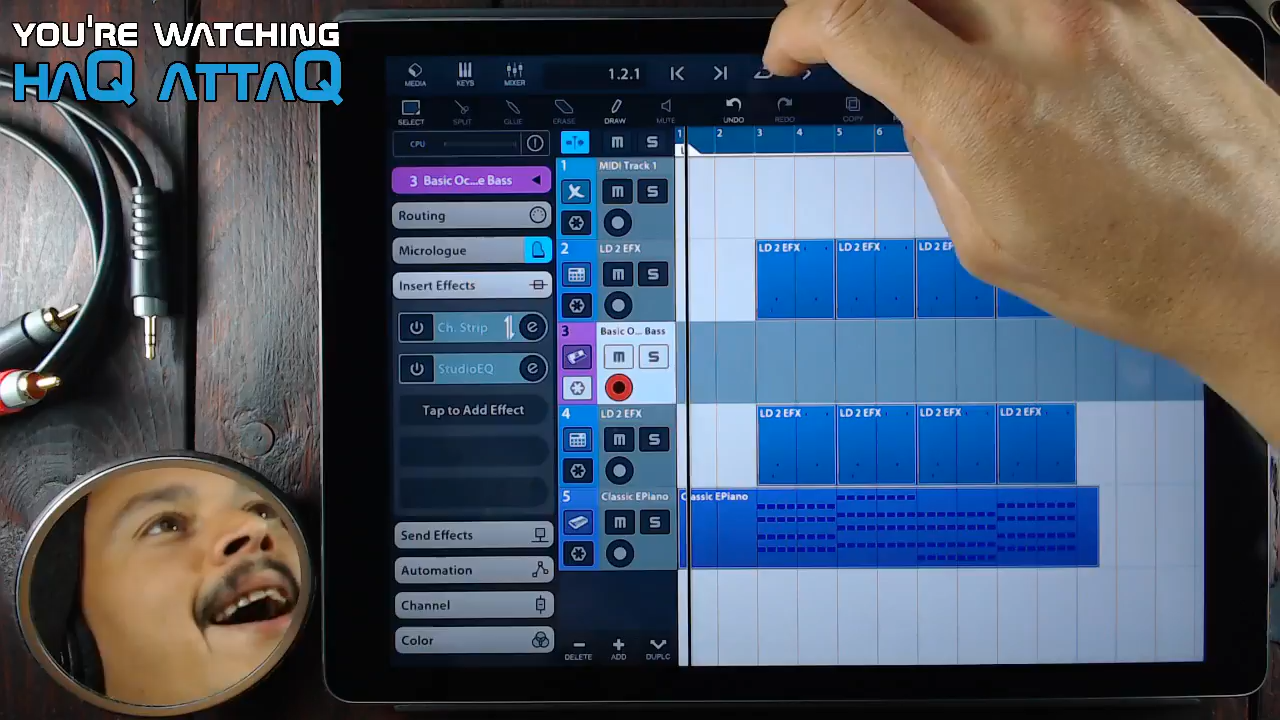 YOU'RE WATCHING
HAQ ATTAQ
MEDIA
KEYS
MIXER
1.2.1
SELECT
SPLIT
GLUE
ERASE
DRAW
MUTE
UNDO
REDO
COPY
CPU
M S
1 2 3 4 5 6
3 Basic Oc...e Bass
Routing
Micrologue
Insert Effects
Ch. Strip e
StudioEQ e
Tap to Add Effect
Send Effects
Automation
Channel
Color
1 MIDI Track 1
M S
2 LD 2 EFX
M S
LD 2 EFX LD 2 EFX LD 2 EF
3 Basic O... Bass
M S
4 LD 2 EFX
M S
LD 2 EFX LD 2 EFX LD 2 EFX LD 2 EFX
5 Classic EPiano
M S
Classic EPiano
DELETE
ADD
DUPLC